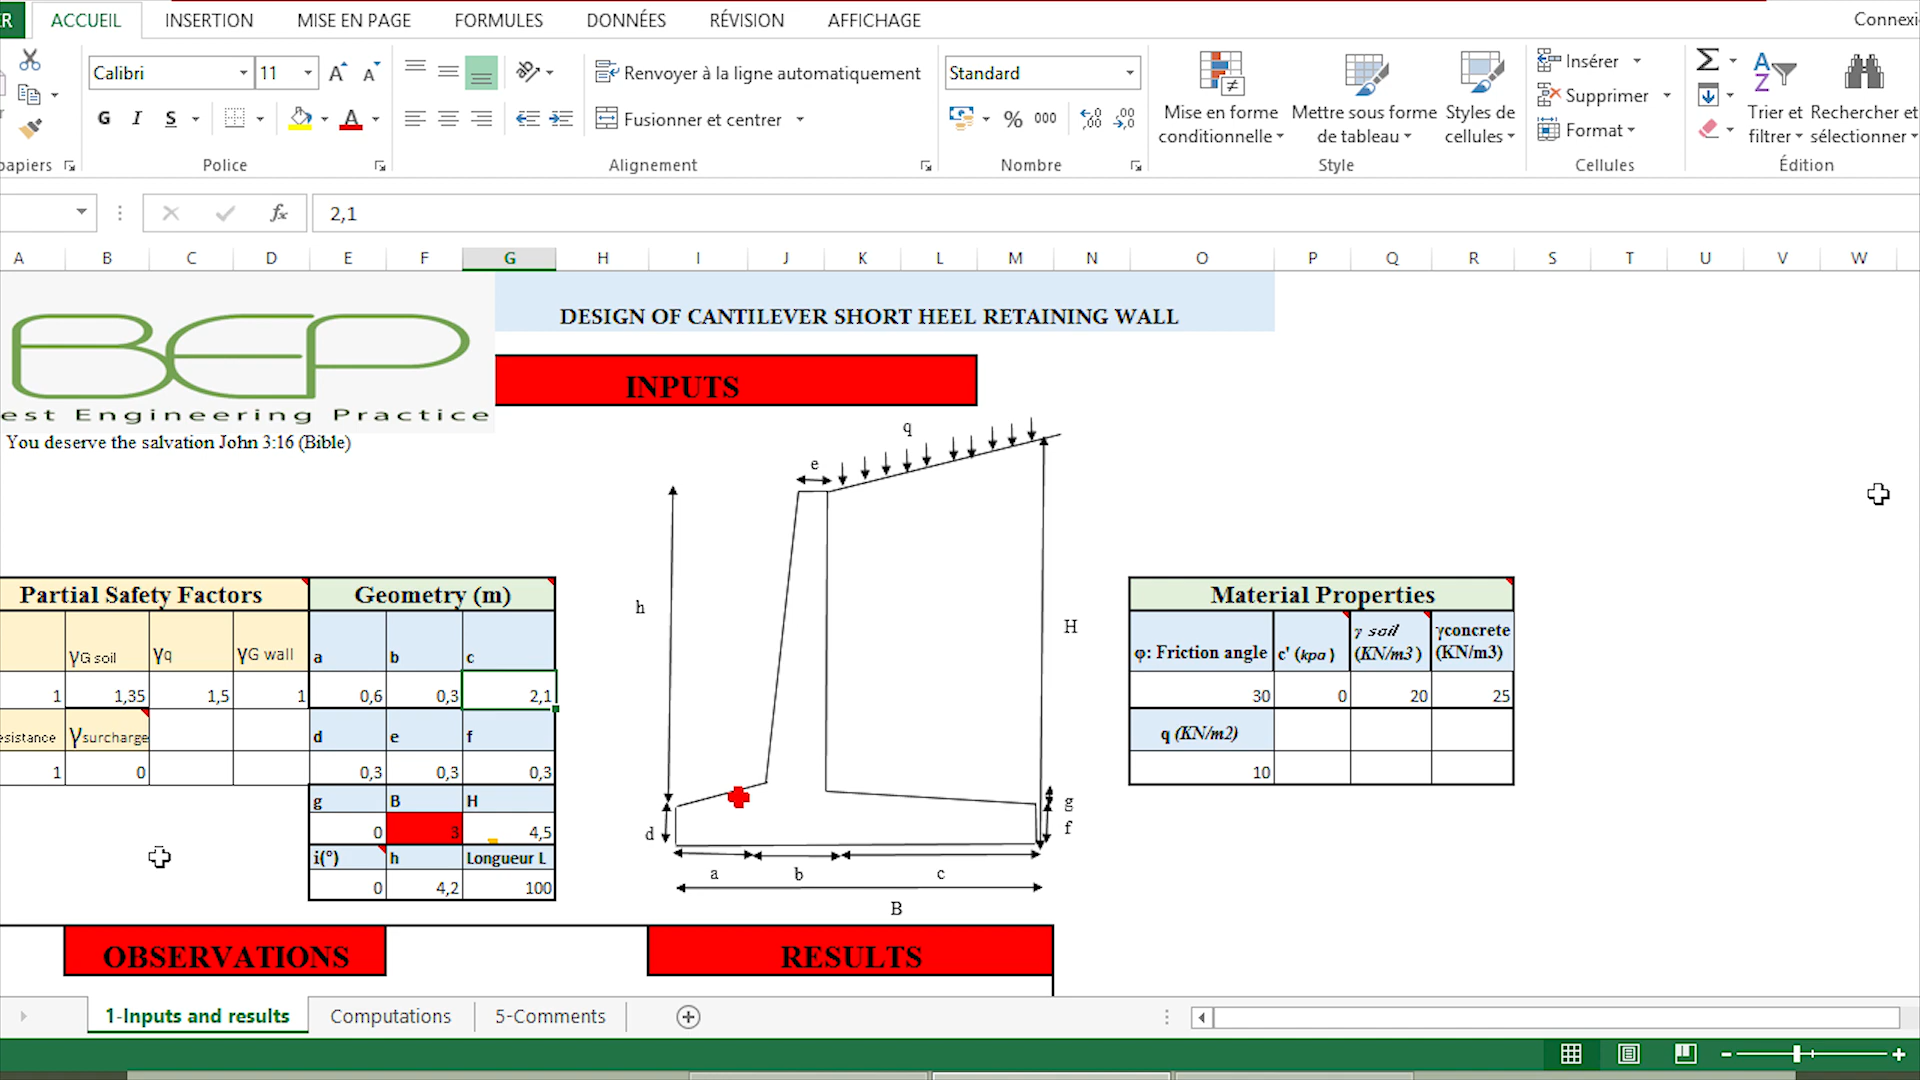 ER
ACCUEIL
INSERTION
MISE EN PAGE
FORMULES
DONNÉES
RÉVISION
AFFICHAGE
Connexi
Calibri
11
Renvoyer à la ligne automatiquement
Standard
Mise en forme
conditionnelle
Mettre sous forme
de tableau
Styles de
cellules
Insérer
Supprimer
Format
Trier et
filtrer
Rechercher et
sélectionner
G I S
A
Fusionner et centrer
% 000
papiers
Police
Alignement
Nombre
Style
Cellules
Édition
fx
2,1
A B C D E F G H I J K L M N O P Q R S T U V W
BEP
est Engineering Practice
You deserve the salvation John 3:16 (Bible)
DESIGN OF CANTILEVER SHORT HEEL RETAINING WALL
INPUTS
q
e
h
H
g
d
f
a
b
c
B
Partial Safety Factors
γG soil
γq
γG wall
1
1,35
1,5
1
esistance
γsurcharge
1
0
Geometry (m)
a b c
0,6 0,3 2,1
d e f
0,3 0,3 0,3
g B H
0 3 4,5
i(°) h Longueur L
0 4,2 100
Material Properties
φ: Friction angle
c' (kpa )
γ soil
(KN/m3 )
γconcrete
(KN/m3)
30 0 20 25
q (KN/m2)
10
OBSERVATIONS
RESULTS
1-Inputs and results
Computations
5-Comments